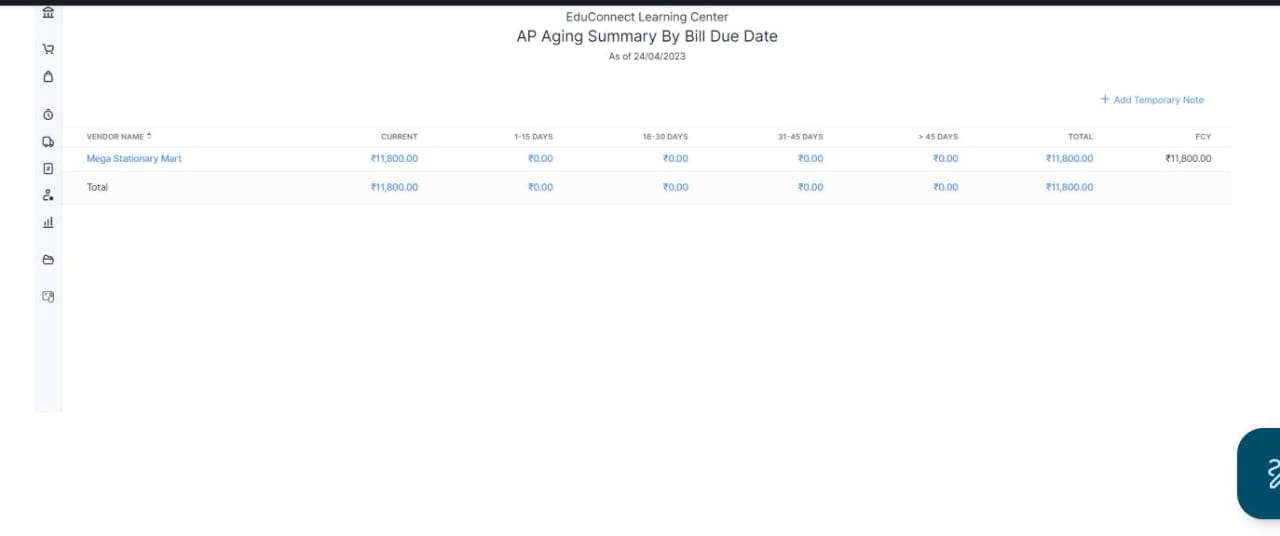 EduConnect Learning Center
AP Aging Summary By Bill Due Date
As of 24/04/2023
+ Add Temporary Note
VENDOR NAME CURRENT 1-15 DAYS 16-30 DAYS 31-45 DAYS > 45 DAYS TOTAL FCY
Mega Stationary Mart ₹11,800.00 ₹0.00 ₹0.00 ₹0.00 ₹0.00 ₹11,800.00 ₹11,800.00
Total ₹11,800.00 ₹0.00 ₹0.00 ₹0.00 ₹0.00 ₹11,800.00